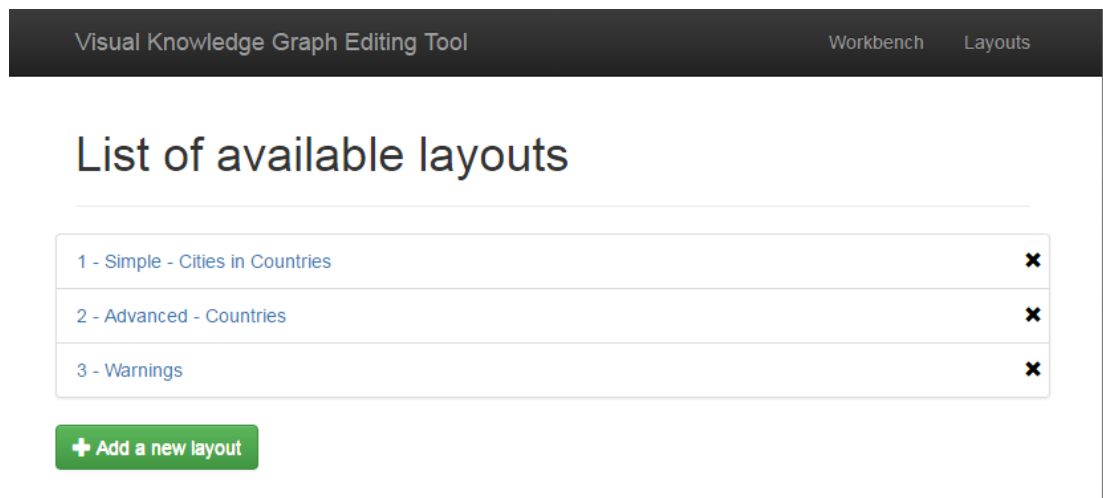 Visual Knowledge Graph Editing Tool Workbench Layouts
List of available layouts
1 - Simple - Cities in Countries
2 - Advanced - Countries
3 - Warnings
Add a new layout